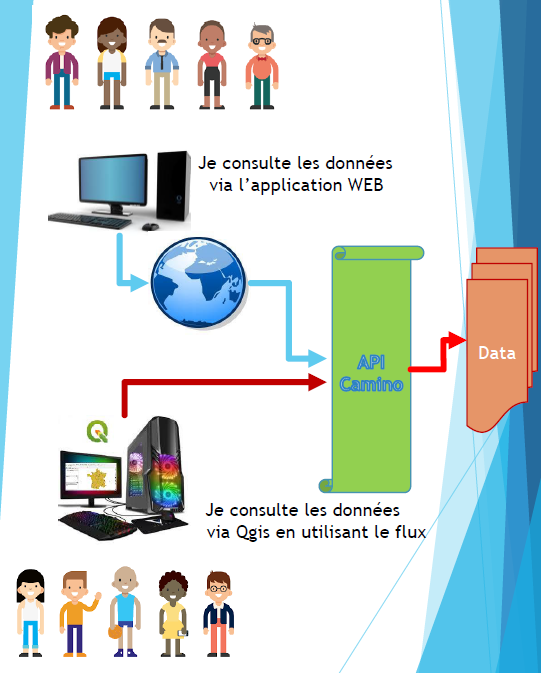 Je consulte les données
via l'application WEB
API
Camino
Data
Je consulte les données
via Qgis en utilisant le flux